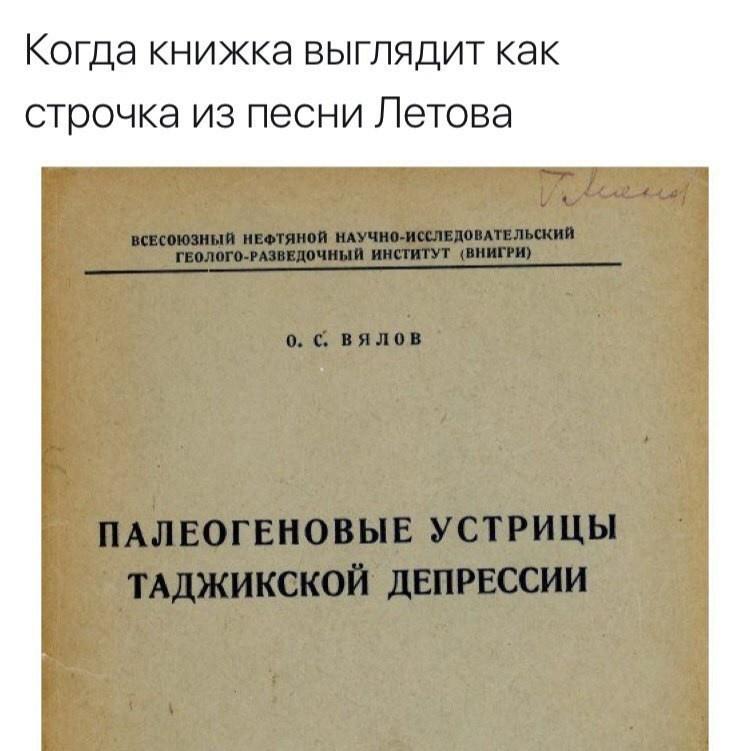 Когда книжка выглядит как
строчка из песни Летова
ВСЕСОЮЗНЫЙ НЕФТЯНОЙ НАУЧНО-ИССЛЕДОВАТЕЛЬСКИЙ
ГЕОЛОГО-РАЗВЕДОЧНЫЙ ИНСТИТУТ (ВНИГРИ)
О. С. ВЯЛОВ
ПАЛЕОГЕНОВЫЕ УСТРИЦЫ
ТАДЖИКСКОЙ ДЕПРЕССИИ